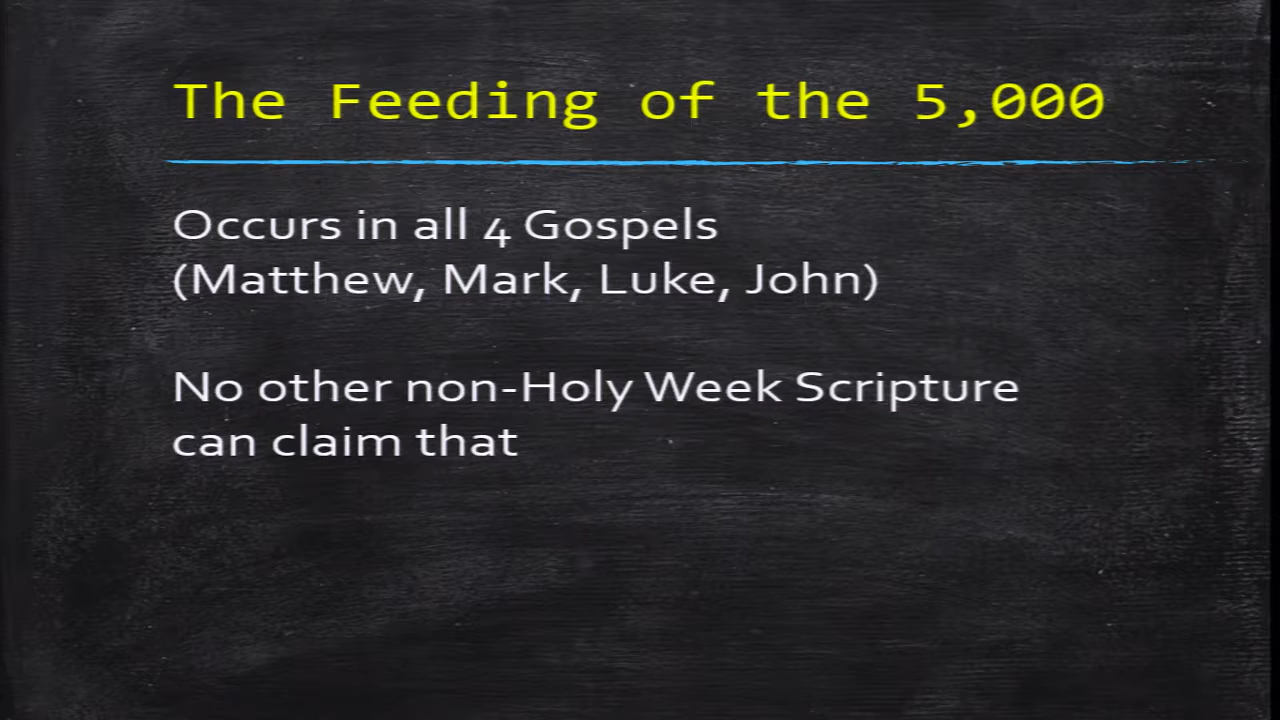 The Feeding of the 5,000
Occurs in all 4 Gospels
(Matthew, Mark, Luke, John)
No other non-Holy Week Scripture
can claim that